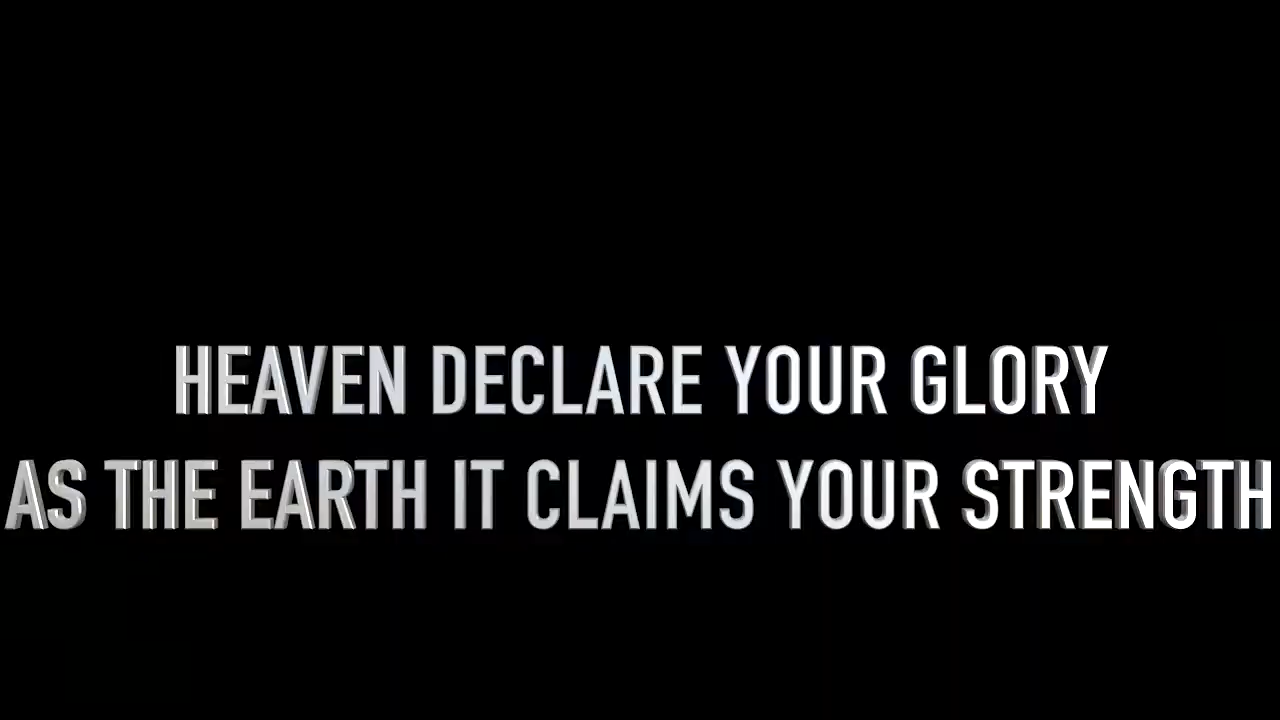 HEAVEN DECLARE YOUR GLORY
AS THE EARTH IT CLAIMS YOUR STRENGTH